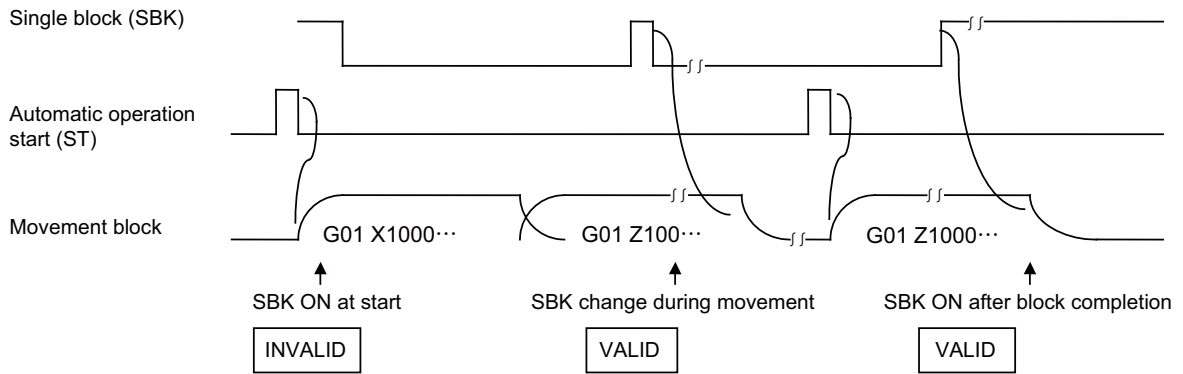 Single block (SBK)
Automatic operation
start (ST)
Movement block
G01 X1000⋯
G01 Z100⋯
G01 Z1000⋯
SBK ON at start
SBK change during movement
SBK ON after block completion
INVALID
VALID
VALID